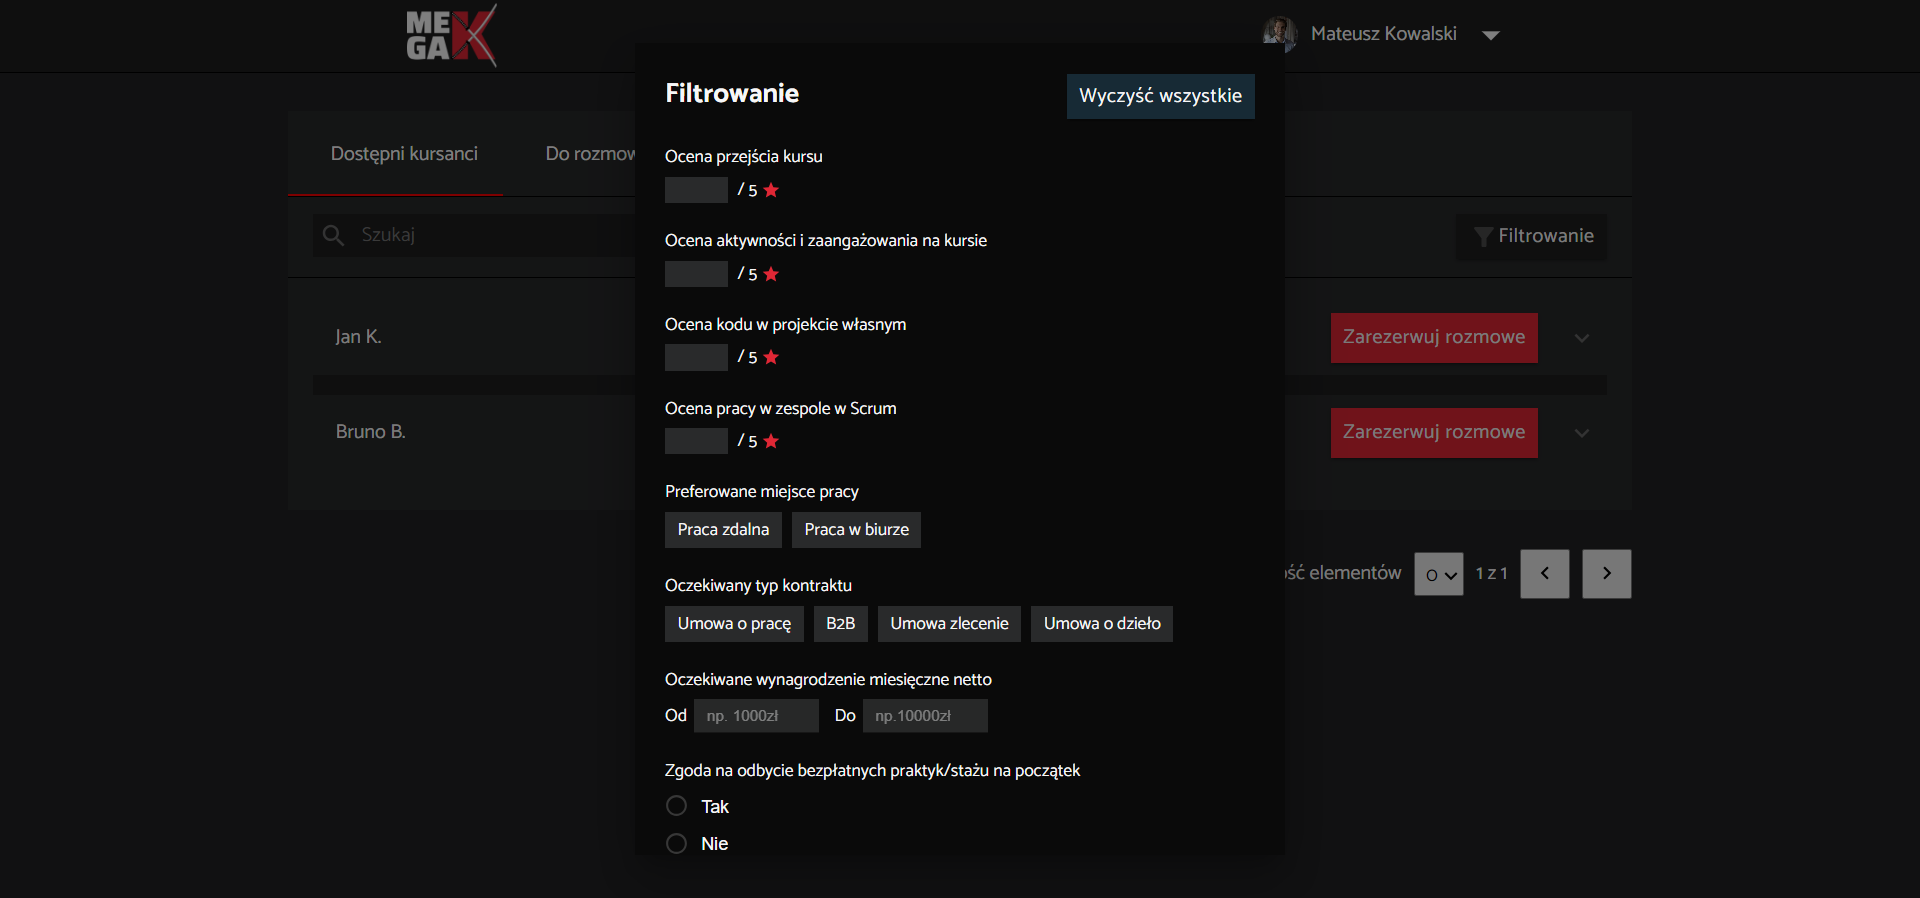 MEGAK
Mateusz Kowalski
Filtrowanie
Wyczyść wszystkie
Dostępni kursanci
Do rozmow
Ocena przejścia kursu
/ 5
Szukaj
Filtrowanie
Ocena aktywności i zaangażowania na kursie
/ 5
Ocena kodu w projekcie własnym
/ 5
Jan K.
Zarezerwuj rozmowe
Ocena pracy w zespole w Scrum
/ 5
Bruno B.
Zarezerwuj rozmowe
Preferowane miejsce pracy
Praca zdalna Praca w biurze
ość elementów 1 z 1
Oczekiwany typ kontraktu
Umowa o pracę B2B Umowa zlecenie Umowa o dzieło
Oczekiwane wynagrodzenie miesięczne netto
Od np. 1000zł Do np.10000zł
Zgoda na odbycie bezpłatnych praktyk/stażu na początek
Tak
Nie